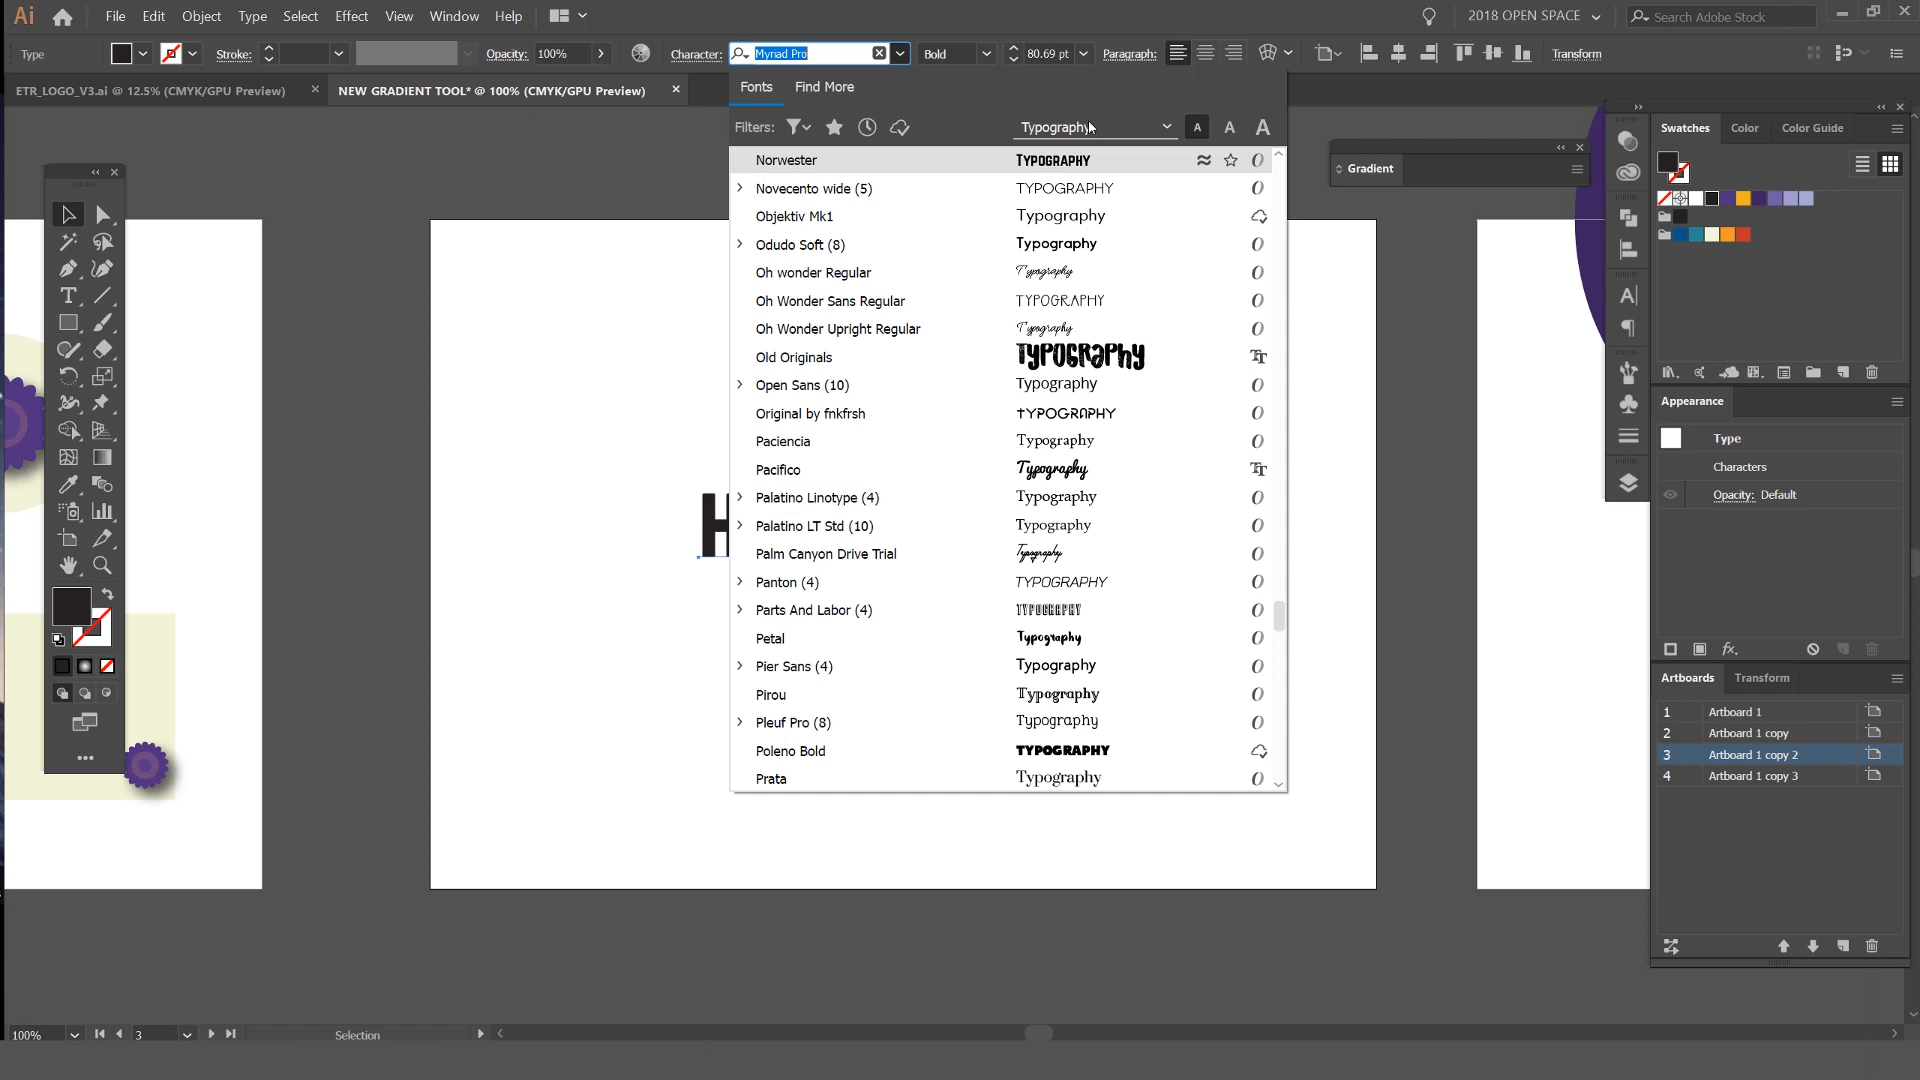 Ai File Edit Object Type Select Effect View Window Help 2018 OPEN SPACE Search Adobe Stock
Type Stroke: Opacity: 100% Character: Myriad Pro Bold 80.69 pt Paragraph: Transform
ETR_LOGO_V3.ai @ 12.5% (CMYK/GPU Preview) NEW GRADIENT TOOL* @ 100% (CMYK/GPU Preview)
Fonts Find More
Filters: Typography A A A
Norwester TYPOGRAPHY
Novecento wide (5) TYPOGRAPHY
Objektiv Mk1 Typography
Odudo Soft (8) Typography
Oh wonder Regular Typography
Oh Wonder Sans Regular TYPOGRAPHY
Oh Wonder Upright Regular Typography
Old Originals TYPOGRAPHY
Open Sans (10) Typography
Original by fnkfrsh TYPOGRAPHY
Paciencia Typography
Pacifico Typography
Palatino Linotype (4) Typography
Palatino LT Std (10) Typography
Palm Canyon Drive Trial Typography
Panton (4) TYPOGRAPHY
Parts And Labor (4) TYPOGRAPHY
Petal Typography
Pier Sans (4) Typography
Pirou Typography
Pleuf Pro (8) Typography
Poleno Bold TYPOGRAPHY
Prata Typography
H
Gradient
Swatches Color Color Guide
Appearance
Type
Characters
Opacity: Default
Artboards Transform
1 Artboard 1
2 Artboard 1 copy
3 Artboard 1 copy 2
4 Artboard 1 copy 3
100% 3 Selection